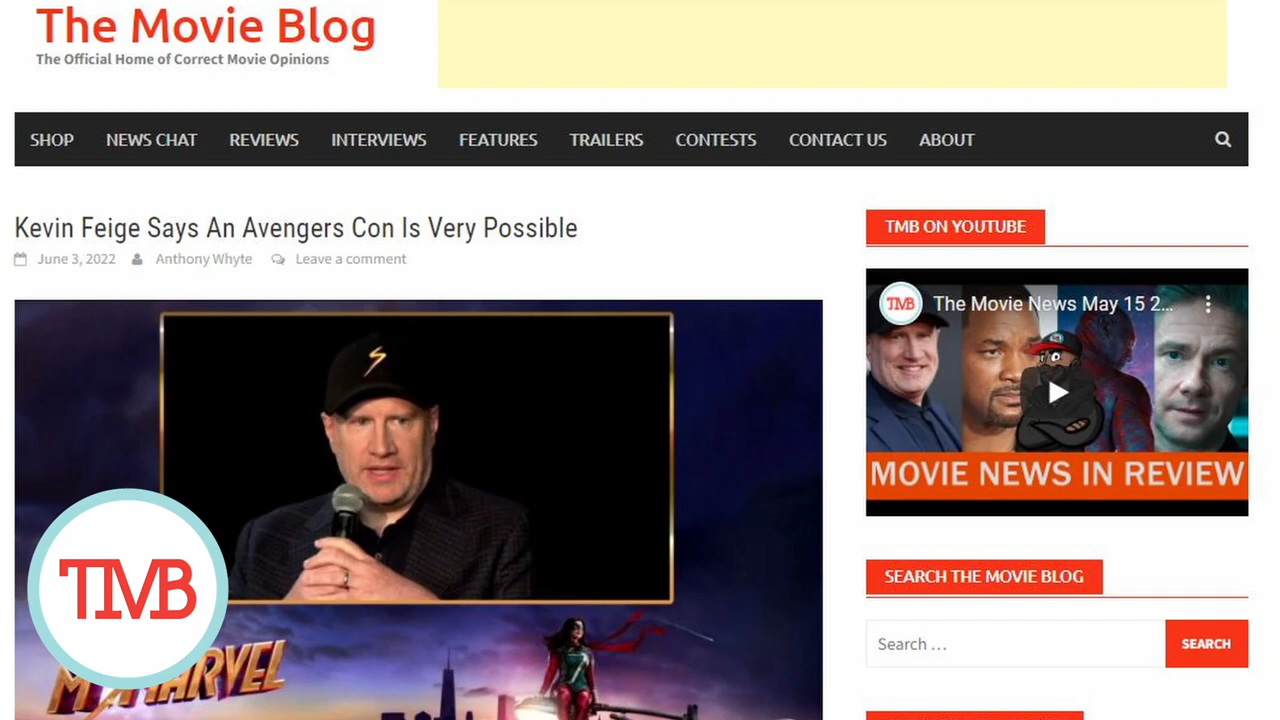 The Movie Blog
The Official Home of Correct Movie Opinions
SHOP NEWS CHAT REVIEWS INTERVIEWS FEATURES TRAILERS CONTESTS CONTACT US ABOUT
Kevin Feige Says An Avengers Con Is Very Possible
June 3, 2022 Anthony Whyte Leave a comment
TMB
MARVEL
TMB ON YOUTUBE
TMB The Movie News May 15 2...
MOVIE NEWS IN REVIEW
SEARCH THE MOVIE BLOG
Search ... SEARCH